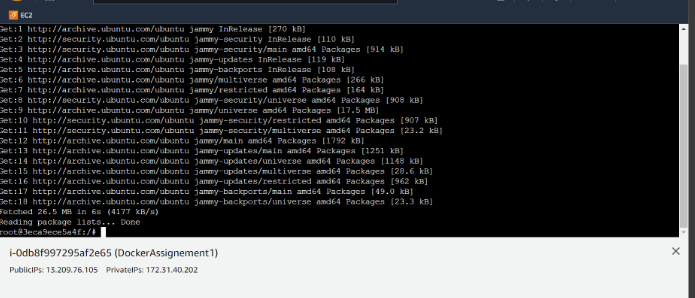 EC2
Get:1 http://archive.ubuntu.com/ubuntu jammy InRelease [270 kB]
Get:2 http://security.ubuntu.com/ubuntu jammy-security InRelease [110 kB]
Get:3 http://security.ubuntu.com/ubuntu jammy-security/main amd64 Packages [914 kB]
Get:4 http://archive.ubuntu.com/ubuntu jammy-updates InRelease [119 kB]
Get:5 http://archive.ubuntu.com/ubuntu jammy-backports InRelease [108 kB]
Get:6 http://archive.ubuntu.com/ubuntu jammy/multiverse amd64 Packages [266 kB]
Get:7 http://archive.ubuntu.com/ubuntu jammy/restricted amd64 Packages [164 kB]
Get:8 http://security.ubuntu.com/ubuntu jammy-security/universe amd64 Packages [908 kB]
Get:9 http://archive.ubuntu.com/ubuntu jammy/universe amd64 Packages [17.5 MB]
Get:10 http://security.ubuntu.com/ubuntu jammy-security/restricted amd64 Packages [907 kB]
Get:11 http://security.ubuntu.com/ubuntu jammy-security/multiverse amd64 Packages [23.2 kB]
Get:12 http://archive.ubuntu.com/ubuntu jammy/main amd64 Packages [1792 kB]
Get:13 http://archive.ubuntu.com/ubuntu jammy-updates/main amd64 Packages [1251 kB]
Get:14 http://archive.ubuntu.com/ubuntu jammy-updates/universe amd64 Packages [1148 kB]
Get:15 http://archive.ubuntu.com/ubuntu jammy-updates/multiverse amd64 Packages [28.6 kB]
Get:16 http://archive.ubuntu.com/ubuntu jammy-updates/restricted amd64 Packages [962 kB]
Get:17 http://archive.ubuntu.com/ubuntu jammy-backports/main amd64 Packages [49.0 kB]
Get:18 http://archive.ubuntu.com/ubuntu jammy-backports/universe amd64 Packages [23.3 kB]
Fetched 26.5 MB in 6s (4177 kB/s)
Reading package lists... Done
root@3eca9ece5a4f:/#
i-0db8f997295af2e65 (DockerAssignement1)
PublicIPs: 13.209.76.105 PrivateIPs: 172.31.40.202